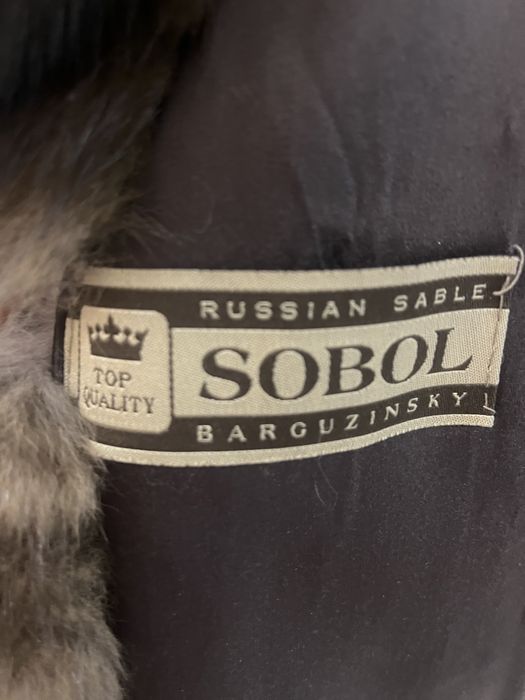 RUSSIAN SABLE
TOP
QUALITY
SOBOL
BARGUZINSKY